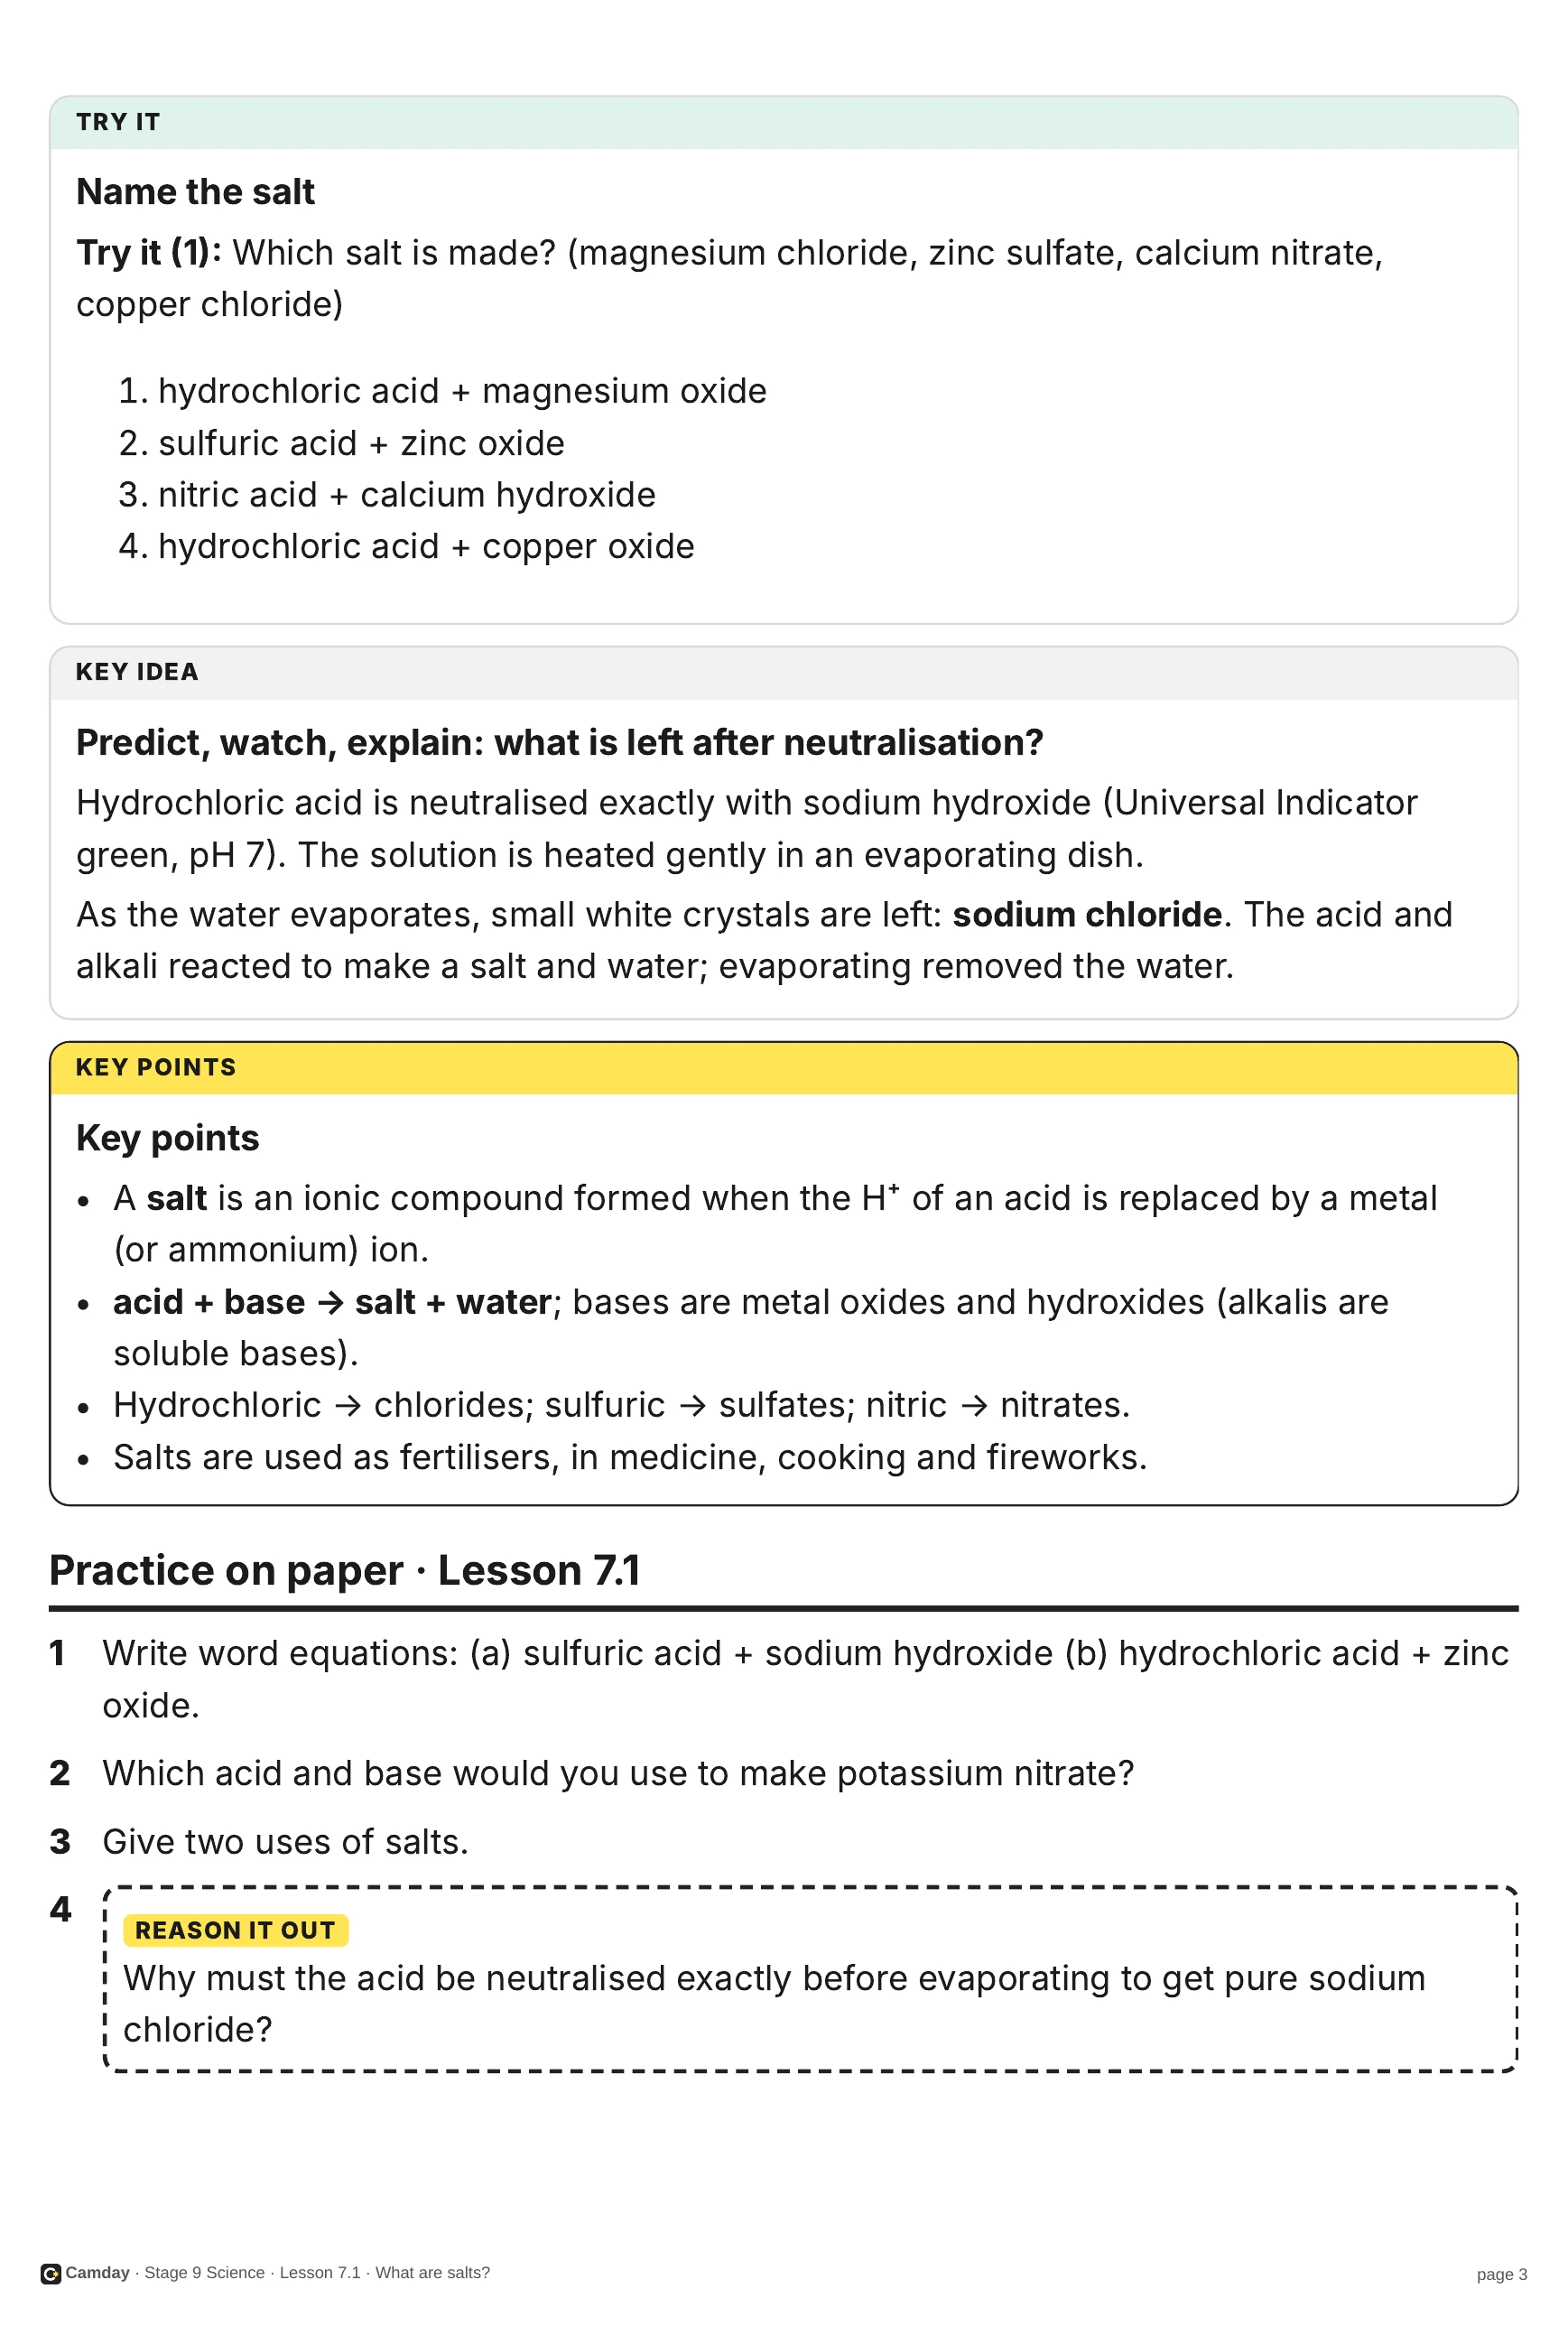 TRY IT
Name the salt
Try it (1): Which salt is made? (magnesium chloride, zinc sulfate, calcium nitrate,
copper chloride)
1. hydrochloric acid + magnesium oxide
2. sulfuric acid + zinc oxide
3. nitric acid + calcium hydroxide
4. hydrochloric acid + copper oxide
KEY IDEA
Predict, watch, explain: what is left after neutralisation?
Hydrochloric acid is neutralised exactly with sodium hydroxide (Universal Indicator
green, pH 7). The solution is heated gently in an evaporating dish.
As the water evaporates, small white crystals are left: sodium chloride. The acid and
alkali reacted to make a salt and water; evaporating removed the water.
KEY POINTS
Key points
• A salt is an ionic compound formed when the H⁺ of an acid is replaced by a metal
(or ammonium) ion.
• acid + base → salt + water; bases are metal oxides and hydroxides (alkalis are
soluble bases).
• Hydrochloric → chlorides; sulfuric → sulfates; nitric → nitrates.
• Salts are used as fertilisers, in medicine, cooking and fireworks.
Practice on paper · Lesson 7.1
1 Write word equations: (a) sulfuric acid + sodium hydroxide (b) hydrochloric acid + zinc
oxide.
2 Which acid and base would you use to make potassium nitrate?
3 Give two uses of salts.
4 REASON IT OUT
Why must the acid be neutralised exactly before evaporating to get pure sodium
chloride?
Camday · Stage 9 Science · Lesson 7.1 · What are salts? page 3